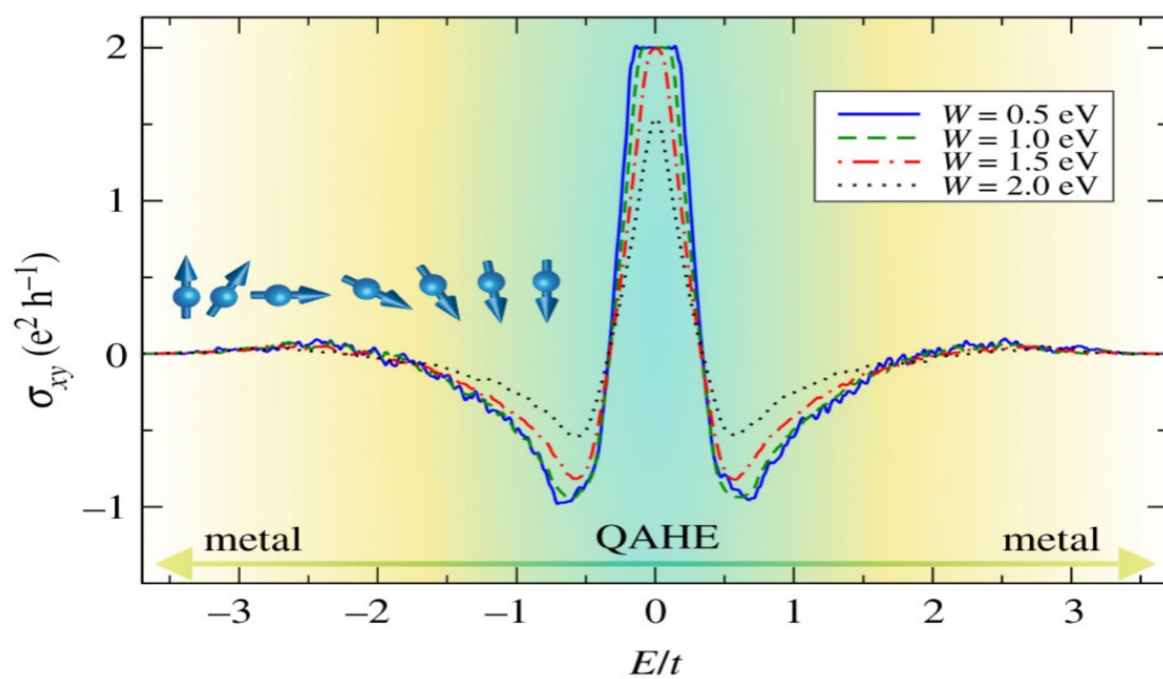 2
1
0
−1
σxy (e² h⁻¹)
W = 0.5 eV
W = 1.0 eV
W = 1.5 eV
W = 2.0 eV
metal
QAHE
metal
−3 −2 −1 0 1 2 3
E/t